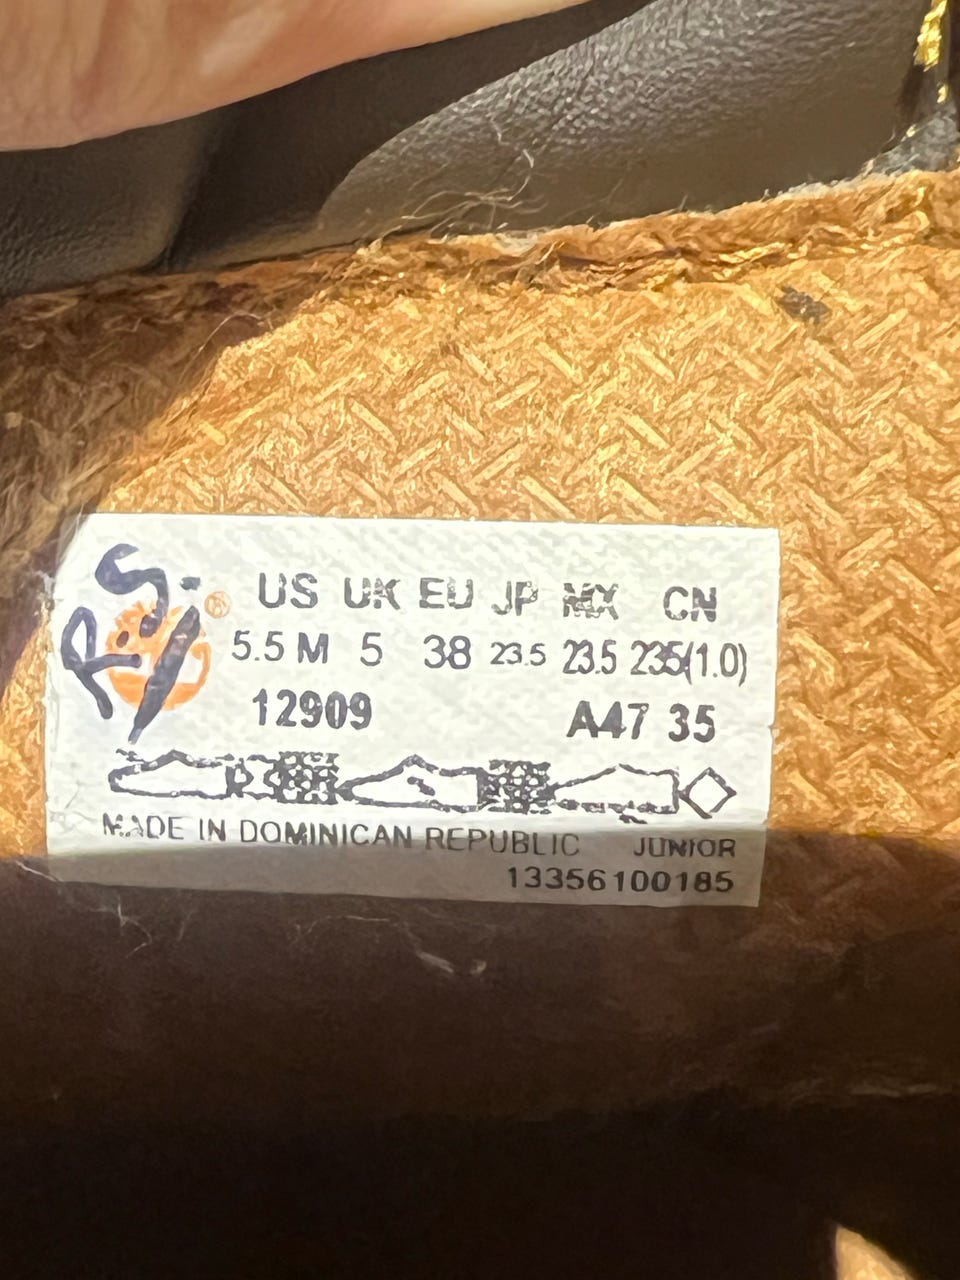 R.S.
®
US UK EU JP MX CN
5.5 M 5 38 23.5 23.5 235(1.0)
12909 A47 35
MADE IN DOMINICAN REPUBLIC JUNIOR
13356100185